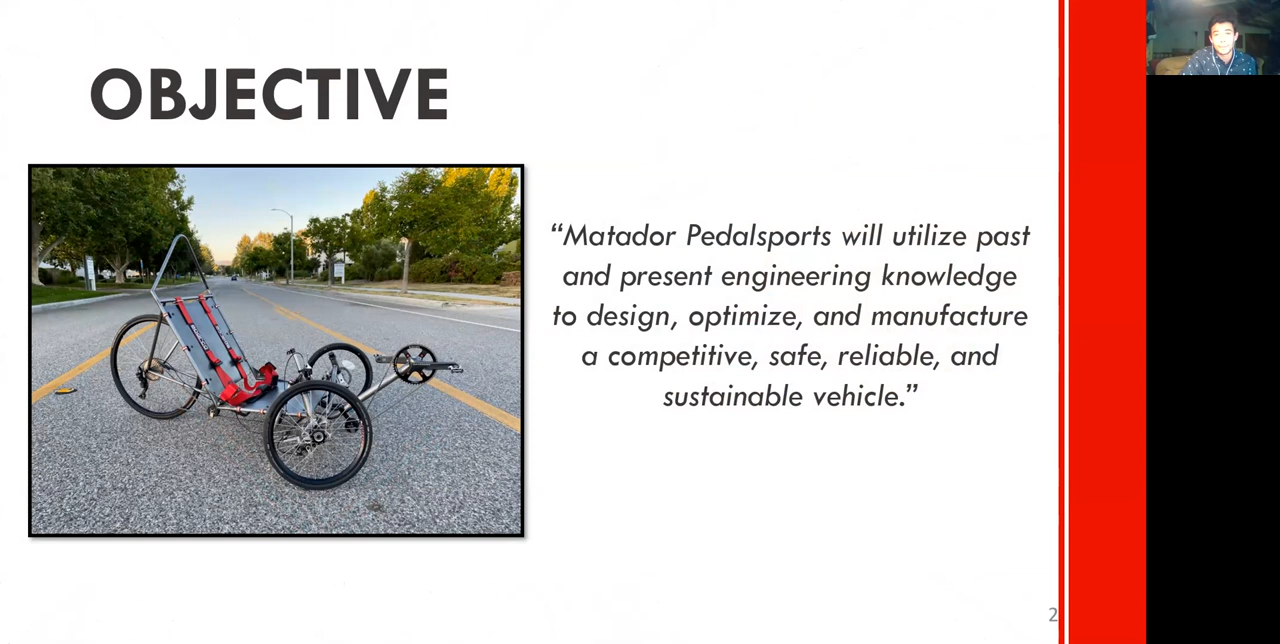 OBJECTIVE
“Matador Pedalsports will utilize past
and present engineering knowledge
to design, optimize, and manufacture
a competitive, safe, reliable, and
sustainable vehicle.”
2